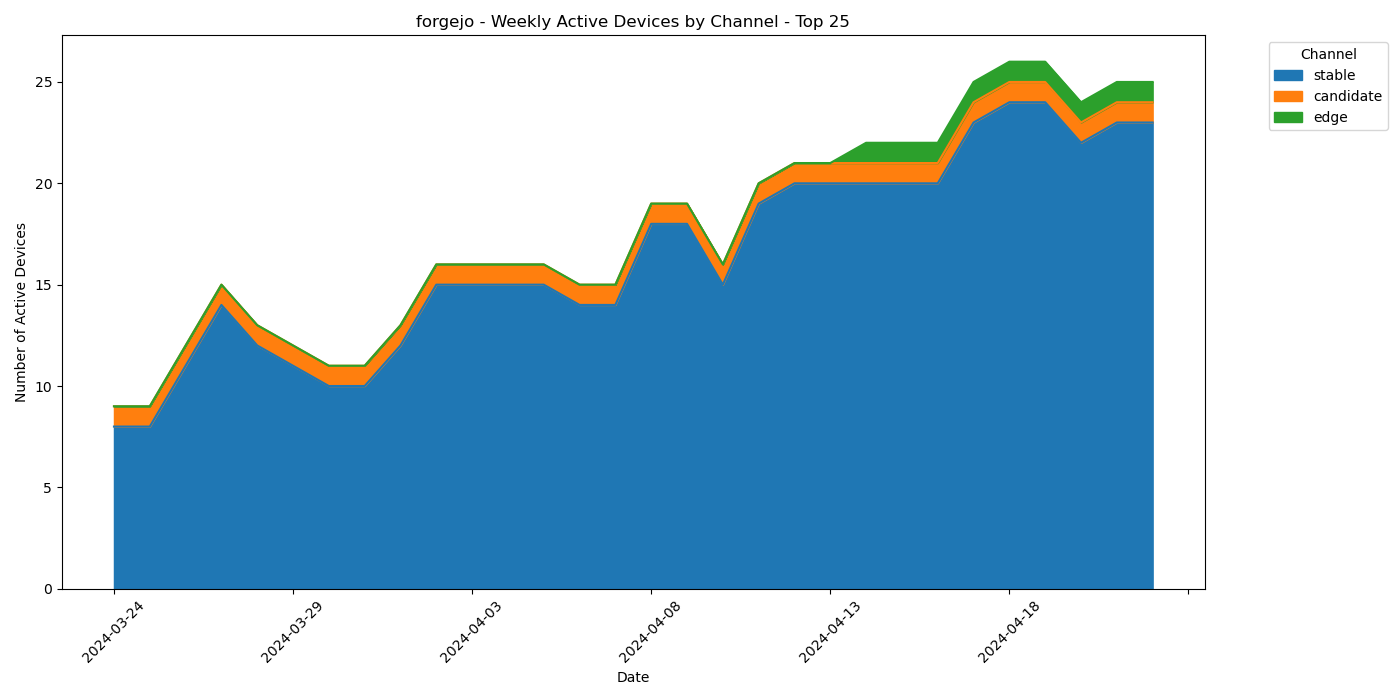 forgejo - Weekly Active Devices by Channel - Top 25
Channel
stable
candidate
edge
Number of Active Devices
25
20
15
10
5
0
2024-03-24
2024-03-29
2024-04-03
2024-04-08
2024-04-13
2024-04-18
Date